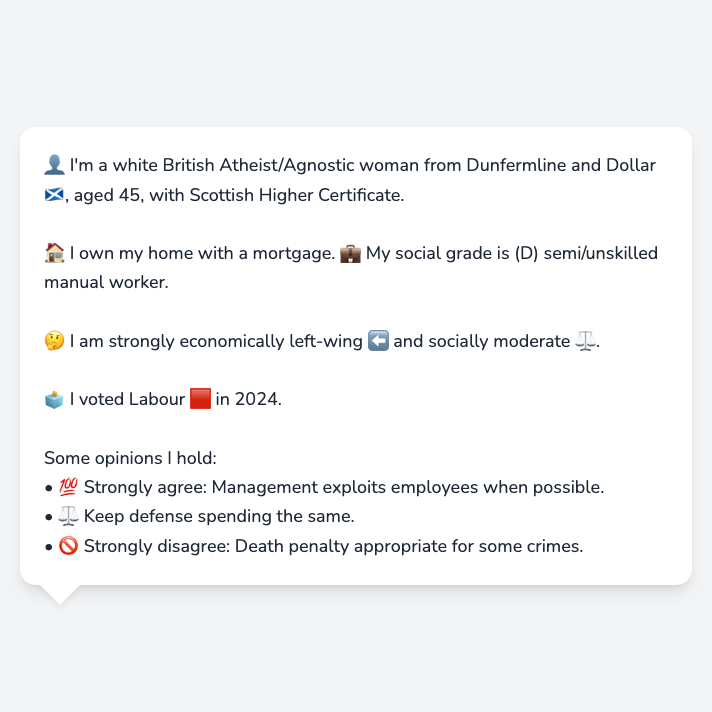 👤 I'm a white British Atheist/Agnostic woman from Dunfermline and Dollar
🏴󠁧󠁢󠁳󠁣󠁴󠁿, aged 45, with Scottish Higher Certificate.
🏠 I own my home with a mortgage. 💼 My social grade is (D) semi/unskilled
manual worker.
🤔 I am strongly economically left-wing ⬅️ and socially moderate ⚖️.
🗳️ I voted Labour 🟥 in 2024.
Some opinions I hold:
• 💯 Strongly agree: Management exploits employees when possible.
• ⚖️ Keep defense spending the same.
• 🚫 Strongly disagree: Death penalty appropriate for some crimes.